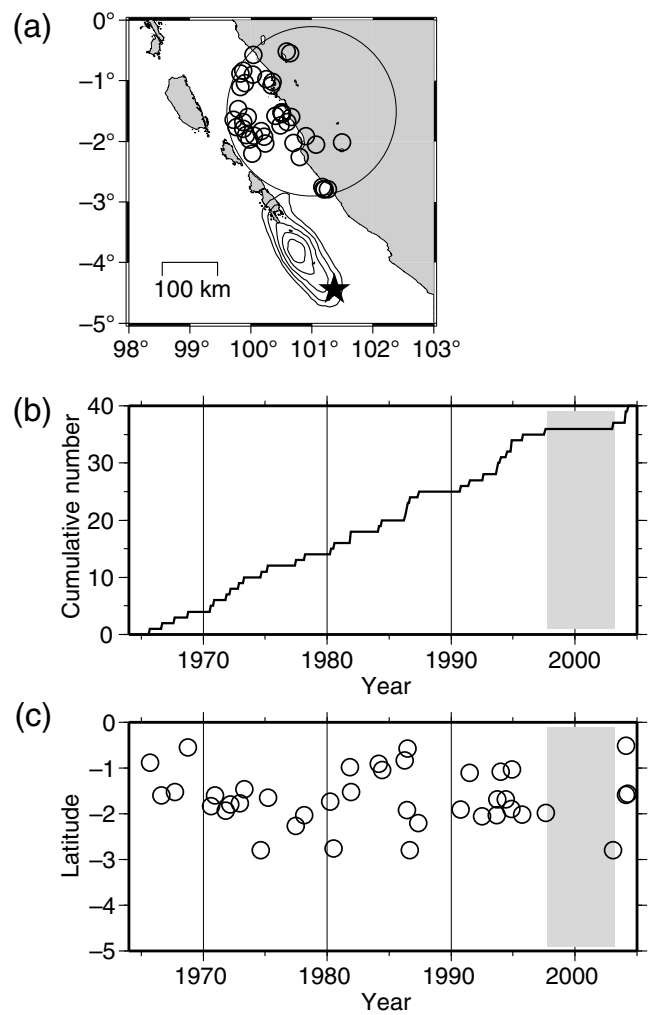 (a)
0°
–1°
–2°
–3°
–4°
–5°
100 km
98° 99° 100° 101° 102° 103°
(b)
40
30
20
10
0
Cumulative number
1970 1980 1990 2000
Year
(c)
0
–1
–2
–3
–4
–5
Latitude
1970 1980 1990 2000
Year